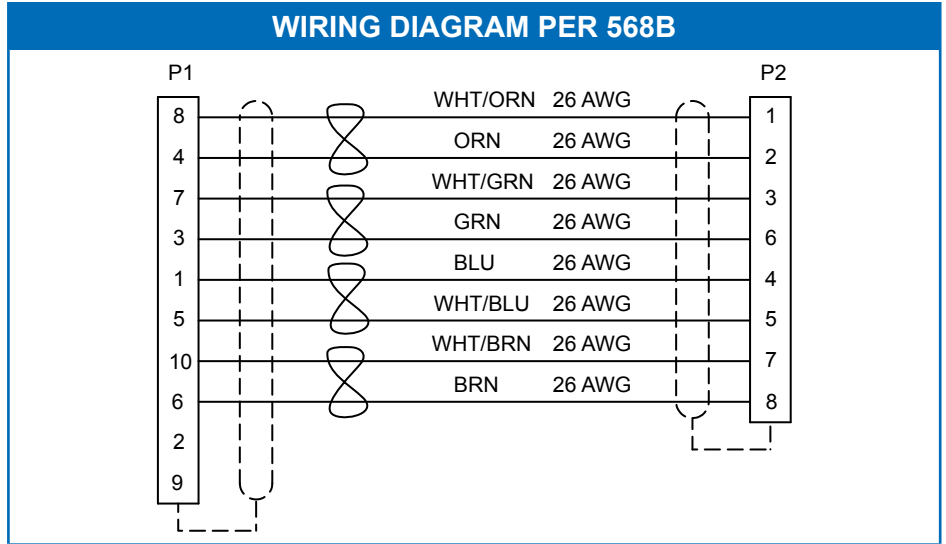 WIRING DIAGRAM PER 568B
P1 P2
8 WHT/ORN 26 AWG 1
4 ORN 26 AWG 2
7 WHT/GRN 26 AWG 3
3 GRN 26 AWG 6
1 BLU 26 AWG 4
5 WHT/BLU 26 AWG 5
10 WHT/BRN 26 AWG 7
6 BRN 26 AWG 8
2
9